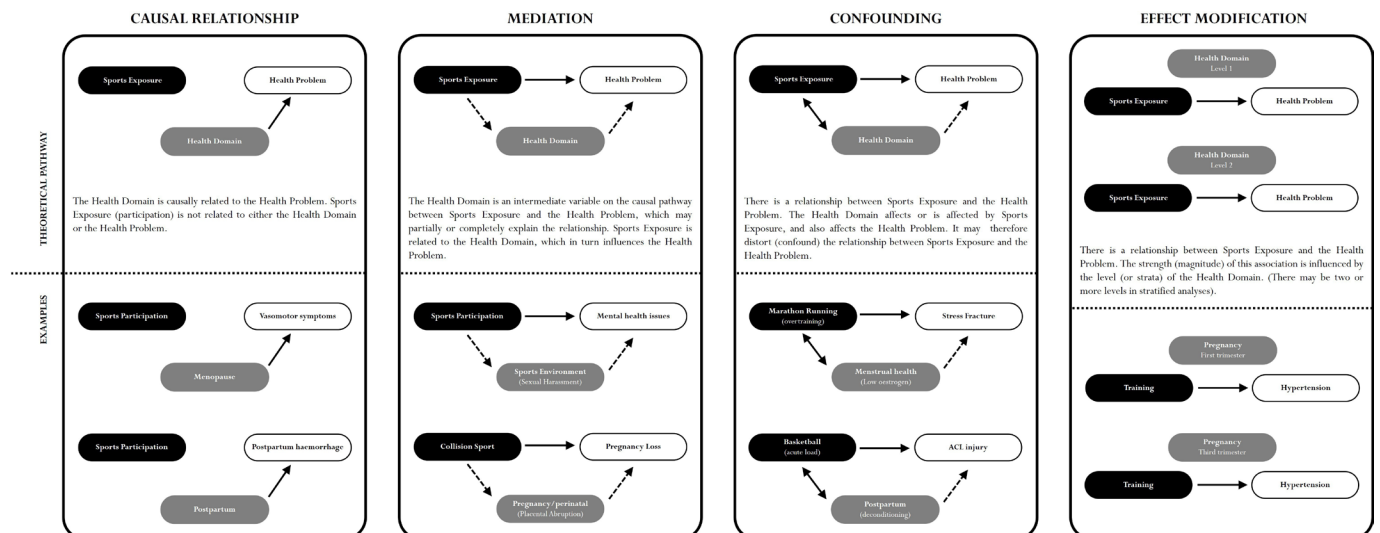 CAUSAL RELATIONSHIP
MEDIATION
CONFOUNDING
EFFECT MODIFICATION
THEORETICAL PATHWAY
EXAMPLES
Sports Exposure
Health Problem
Health Domain
The Health Domain is causally related to the Health Problem. Sports
Exposure (participation) is not related to either the Health Domain
or the Health Problem.
Sports Participation
Vasomotor symptoms
Menopause
Sports Participation
Postpartum haemorrhage
Postpartum
Sports Exposure
Health Problem
Health Domain
The Health Domain is an intermediate variable on the causal pathway
between Sports Exposure and the Health Problem, which may
partially or completely explain the relationship. Sports Exposure is
related to the Health Domain, which in turn influences the Health
Problem.
Sports Participation
Mental health issues
Sports Environment
(Sexual Harassment)
Collision Sport
Pregnancy Loss
Pregnancy/perinatal
(Placental Abruption)
Sports Exposure
Health Problem
Health Domain
There is a relationship between Sports Exposure and the Health
Problem. The Health Domain affects or is affected by Sports
Exposure, and also affects the Health Problem. It may therefore
distort (confound) the relationship between Sports Exposure and the
Health Problem.
Marathon Running
(overtraining)
Stress Fracture
Menstrual health
(Low oestrogen)
Basketball
(acute load)
ACL injury
Postpartum
(deconditioning)
Health Domain
Level 1
Sports Exposure
Health Problem
Health Domain
Level 2
Sports Exposure
Health Problem
There is a relationship between Sports Exposure and the Health
Problem. The strength (magnitude) of this association is influenced by
the level (or strata) of the Health Domain. (There may be two or
more levels in stratified analyses).
Pregnancy
First trimester
Training
Hypertension
Pregnancy
Third trimester
Training
Hypertension